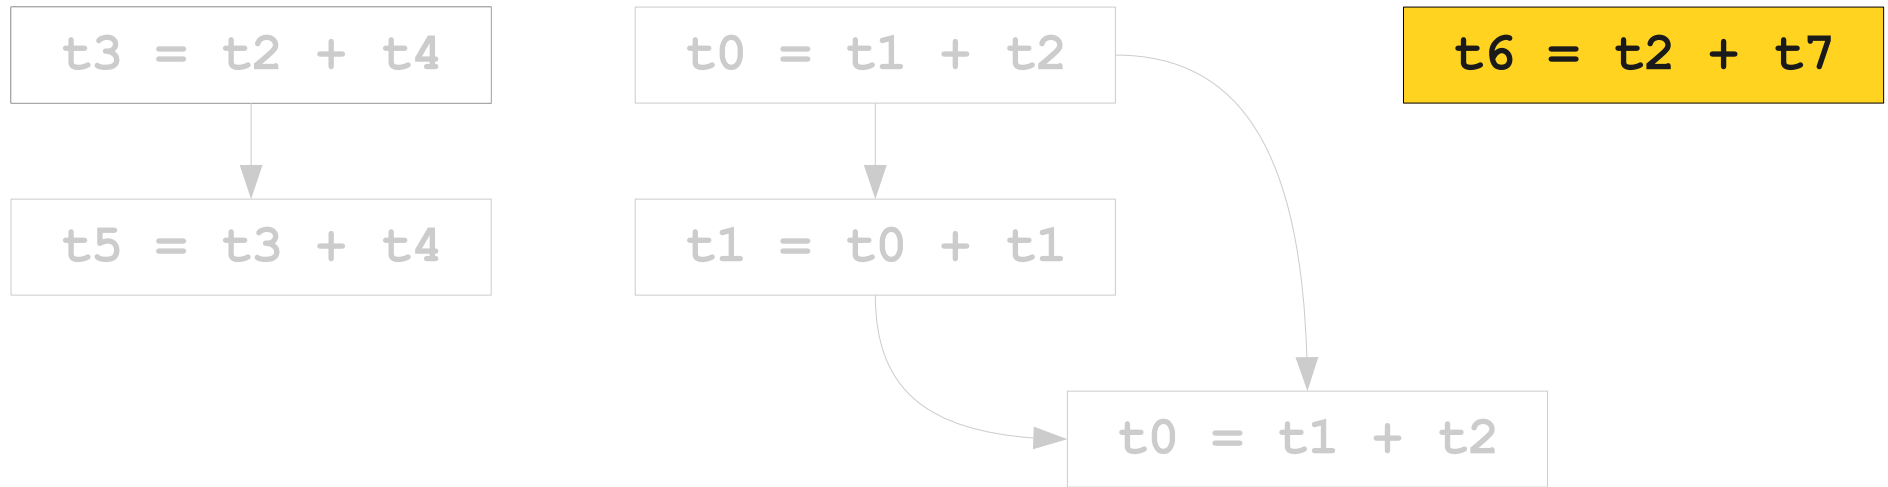 t3 = t2 + t4
t0 = t1 + t2
t6 = t2 + t7
t5 = t3 + t4
t1 = t0 + t1
t0 = t1 + t2